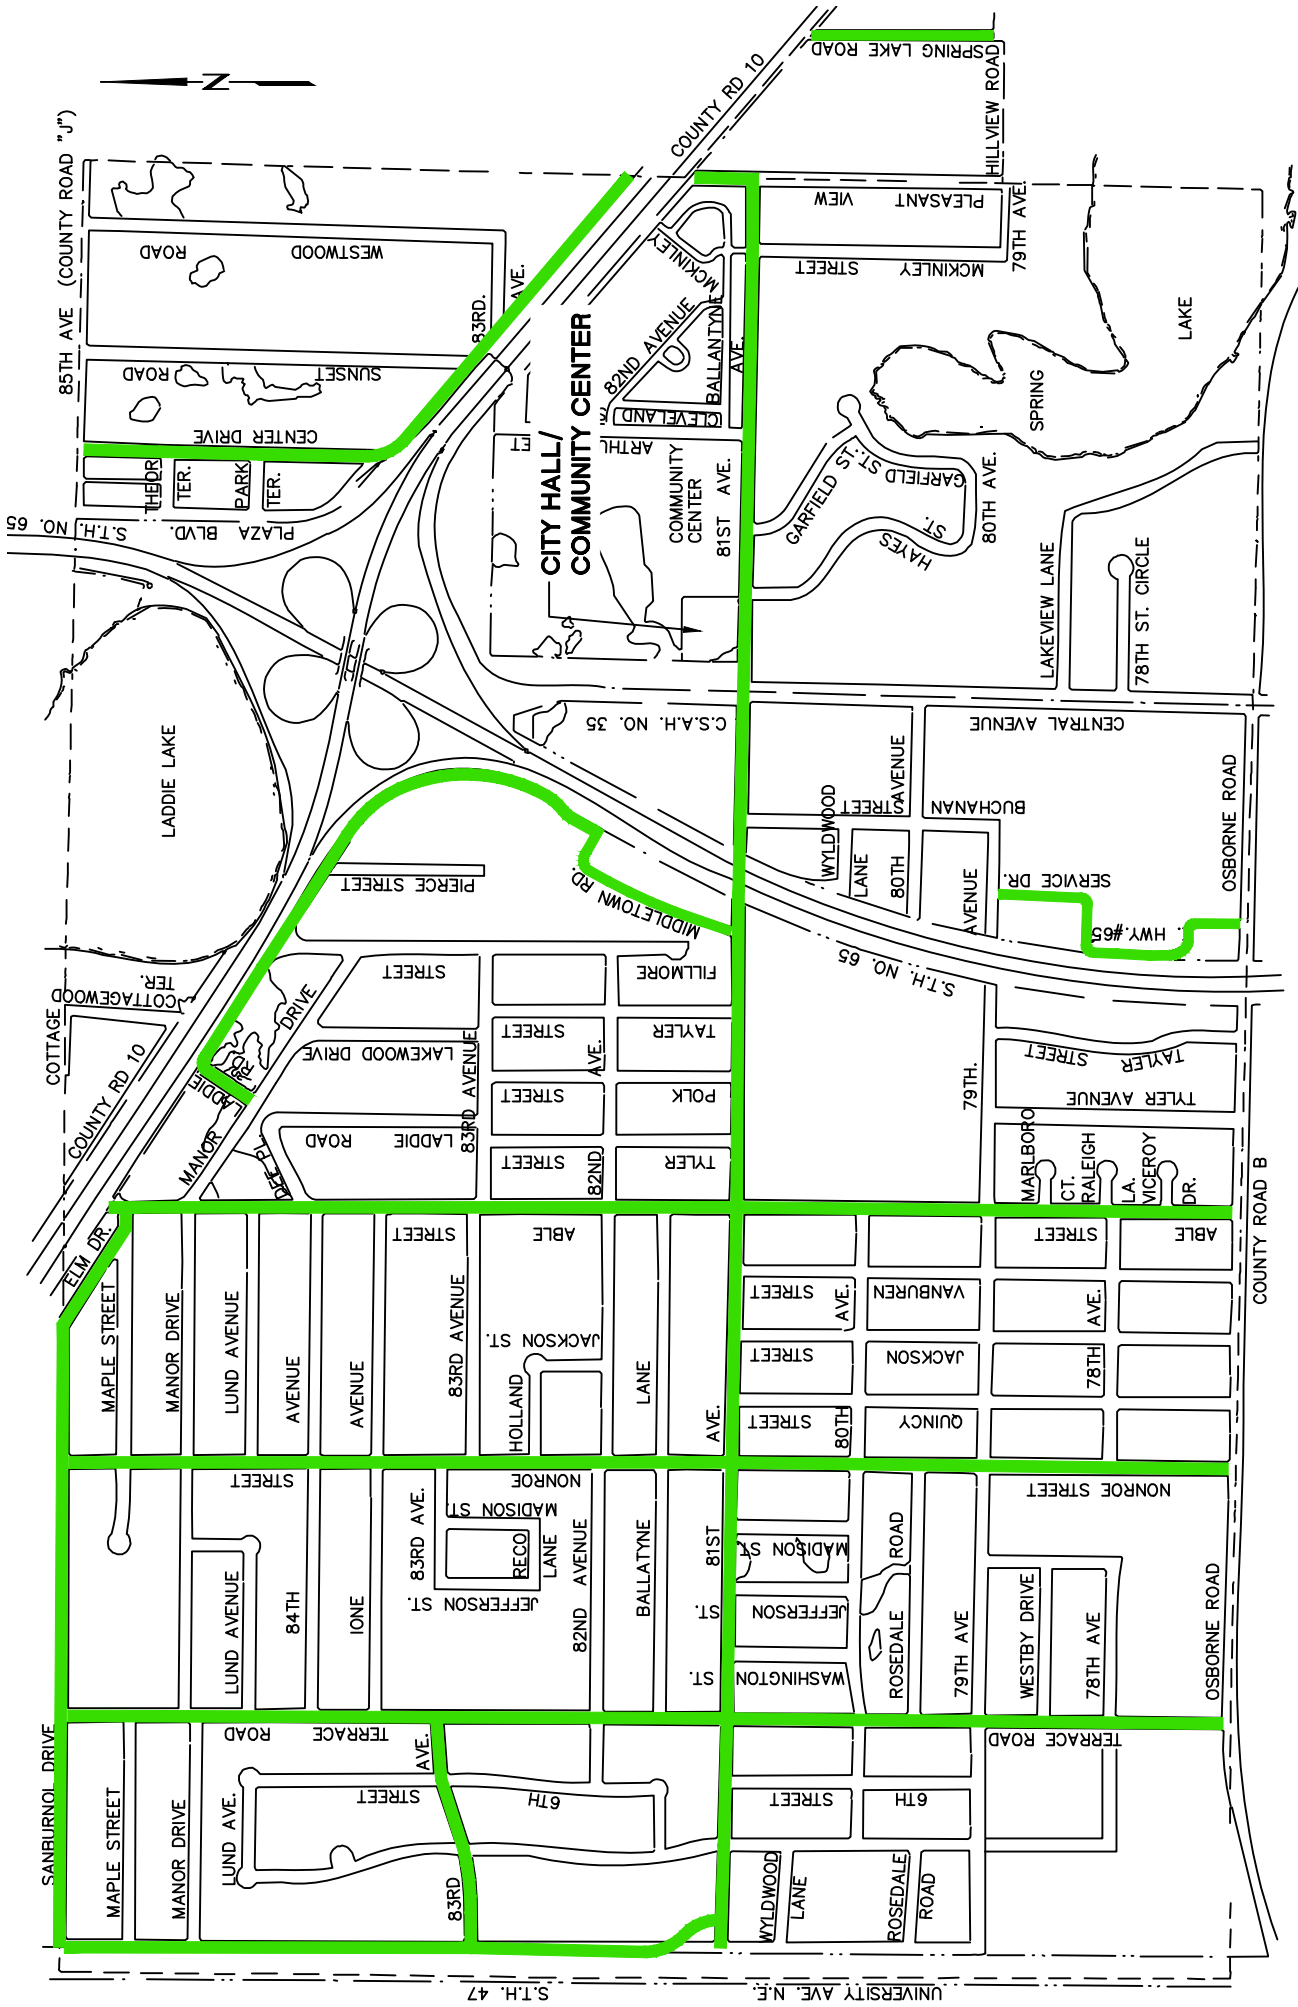 SPRING LAKE ROAD
N
COUNTY RD 10
HILLVIEW ROAD
85TH AVE (COUNTY ROAD "J")
WESTWOOD
ROAD
83RD.
AVE.
MCKINLEY
MCKINLEY
VIEW
PLEASANT
79TH AVE.
STREET
MCKINLEY
SUNSET
ROAD
82ND AVENUE
BALLANTYNE
AVE.
LAKE
SPRING
CENTER DRIVE
CLEVELAND
CITY HALL/
COMMUNITY CENTER
ET
ARTHU
THEOR
TER.
PARK
TER.
COMMUNITY
CENTER
81ST AVE.
GARFIELD ST.
GARFIELD ST.
80TH AVE.
HAYES
ST.
S.T.H. NO. 65
PLAZA BLVD.
LAKEVIEW LANE
78TH ST. CIRCLE
C.S.A.H. NO. 35
CENTRAL AVENUE
LADDIE LAKE
WYLDWOOD
LANE
STREET
BUCHANAN
80TH
AVENUE
OSBORNE ROAD
PIERCE STREET
MIDDLETOWN RD.
AVENUE
SERVICE DR.
HWY.#65
S.T.H. NO. 65
COTTAGEWOOD
TER.
COTTAGE
STREET
FILLMORE
DRIVE
LADDIE
RD.
LAKEWOOD DRIVE
83RD AVENUE
STREET
AVE.
TAYLER
79TH.
TAYLER STREET
COUNTY RD 10
STREET
POLK
TYLER AVENUE
MANOR
DEE PL.
LADDIE
ROAD
STREET
82ND
TYLER
MARLBORO
CT.
RALEIGH
LA.
VICEROY
DR.
ELM DR.
STREET
ABLE
STREET
ABLE
COUNTY ROAD B
MAPLE STREET
MANOR DRIVE
LUND AVENUE
AVENUE
AVENUE
83RD AVENUE
JACKSON ST.
HOLLAND
LANE
AVE.
STREET
AVE.
VANBUREN
AVE.
STREET
JACKSON
78TH
STREET
80TH
QUINCY
STREET
NONROE
NONROE STREET
83RD AVE.
MADISON ST.
RECO
LANE
JEFFERSON ST.
82ND AVENUE
BALLATYNE
81ST
MADISON ST.
ROAD
LUND AVENUE
84TH
IONE
ST.
JEFFERSON
ST.
WASHINGTON
ROSEDALE
79TH AVE
WESTBY DRIVE
78TH AVE
OSBORNE ROAD
SANBURNOL DRIVE
ROAD
TERRACE
AVE.
TERRACE ROAD
MAPLE STREET
MANOR DRIVE
LUND AVE.
STREET
6TH
STREET
6TH
83RD
WYLDWOOD
LANE
ROSEDALE
ROAD
S.T.H. 47
UNIVERSITY AVE N.E.